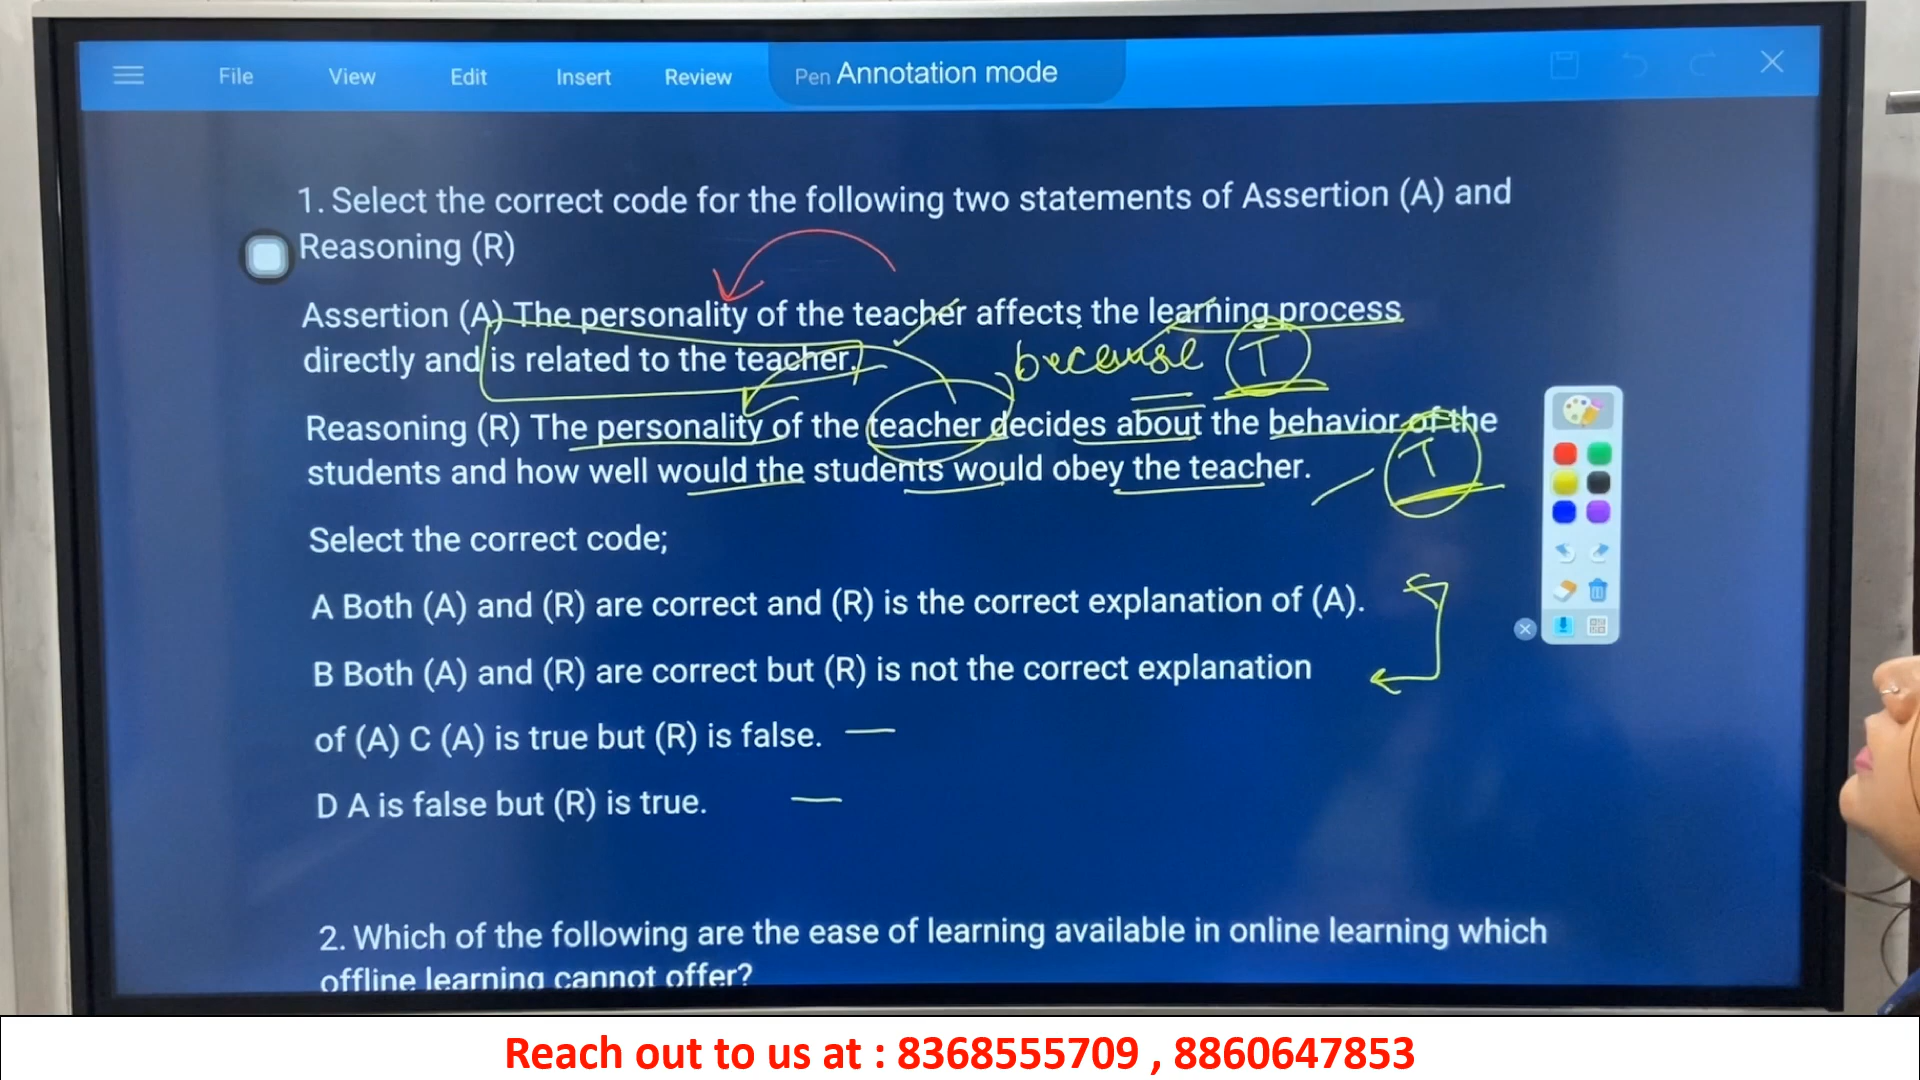 File View Edit Insert Review Pen Annotation mode
1. Select the correct code for the following two statements of Assertion (A) and
Reasoning (R)
Assertion (A) The personality of the teacher affects the learning process
directly and is related to the teacher. because T
Reasoning (R) The personality of the teacher decides about the behavior of the
students and how well would the students would obey the teacher. T
Select the correct code;
A Both (A) and (R) are correct and (R) is the correct explanation of (A).
B Both (A) and (R) are correct but (R) is not the correct explanation
of (A) C (A) is true but (R) is false.
D A is false but (R) is true.
2. Which of the following are the ease of learning available in online learning which
offline learning cannot offer?
Reach out to us at : 8368555709 , 8860647853